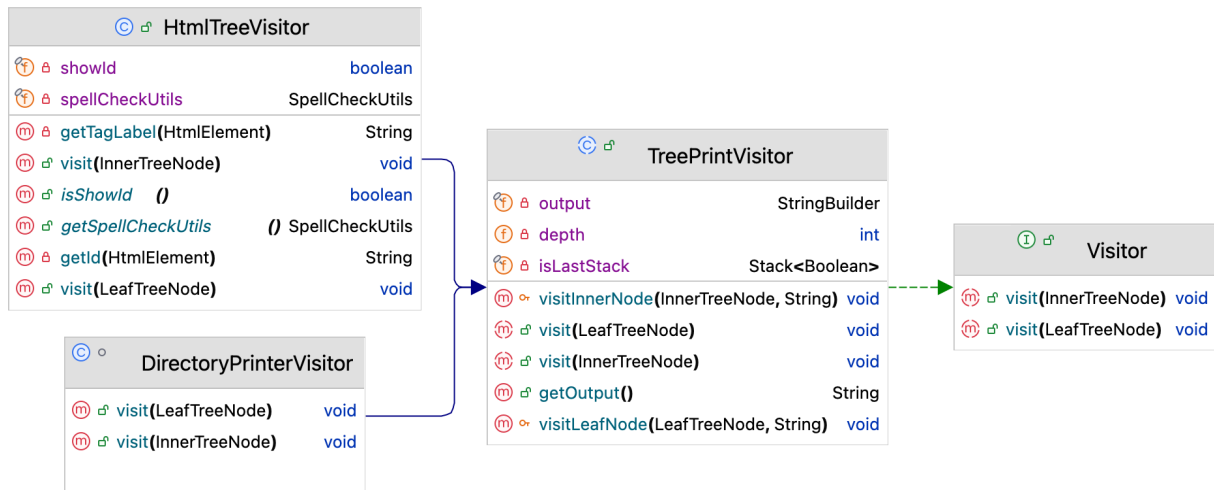 HtmlTreeVisitor
showId boolean
spellCheckUtils SpellCheckUtils
getTagLabel(HtmlElement) String
visit(InnerTreeNode) void
isShowId () boolean
getSpellCheckUtils () SpellCheckUtils
getId(HtmlElement) String
visit(LeafTreeNode) void
DirectoryPrinterVisitor
visit(LeafTreeNode) void
visit(InnerTreeNode) void
TreePrintVisitor
output StringBuilder
depth int
isLastStack Stack<Boolean>
visitInnerNode(InnerTreeNode, String) void
visit(LeafTreeNode) void
visit(InnerTreeNode) void
getOutput() String
visitLeafNode(LeafTreeNode, String) void
Visitor
visit(InnerTreeNode) void
visit(LeafTreeNode) void